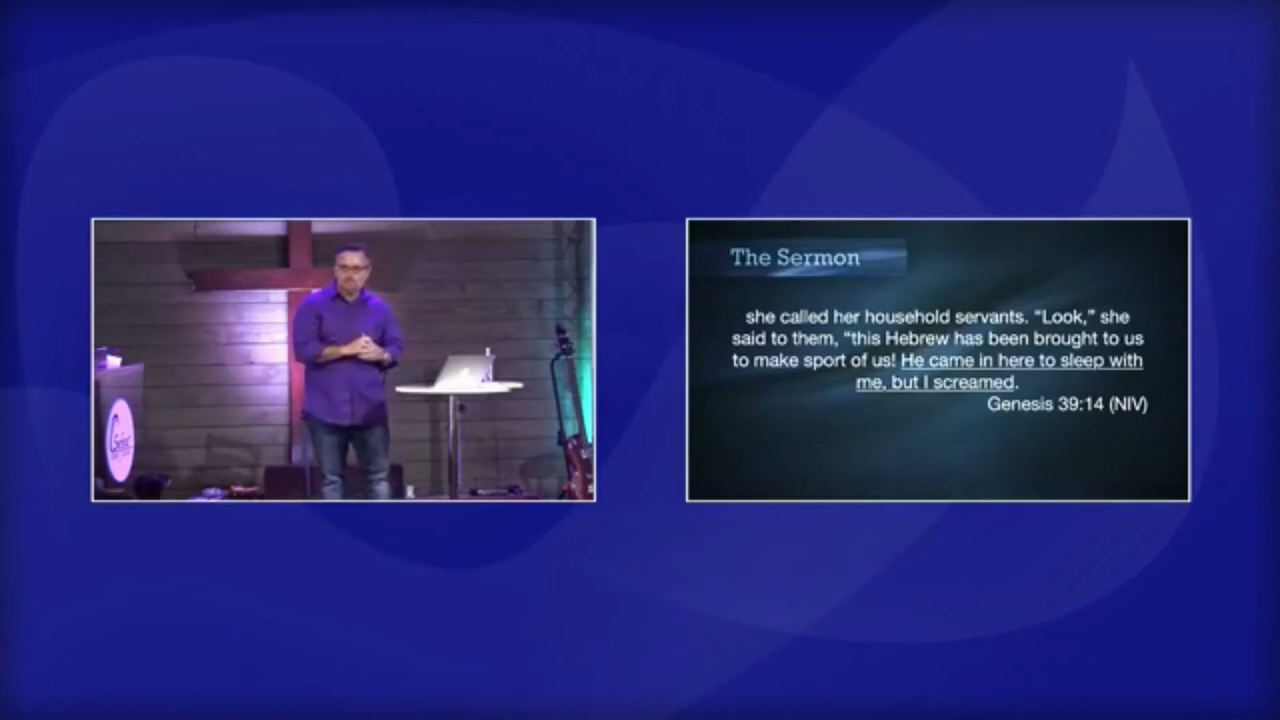 The Sermon
she called her household servants. “Look,” she
said to them, “this Hebrew has been brought to us
to make sport of us! He came in here to sleep with
me, but I screamed.
Genesis 39:14 (NIV)